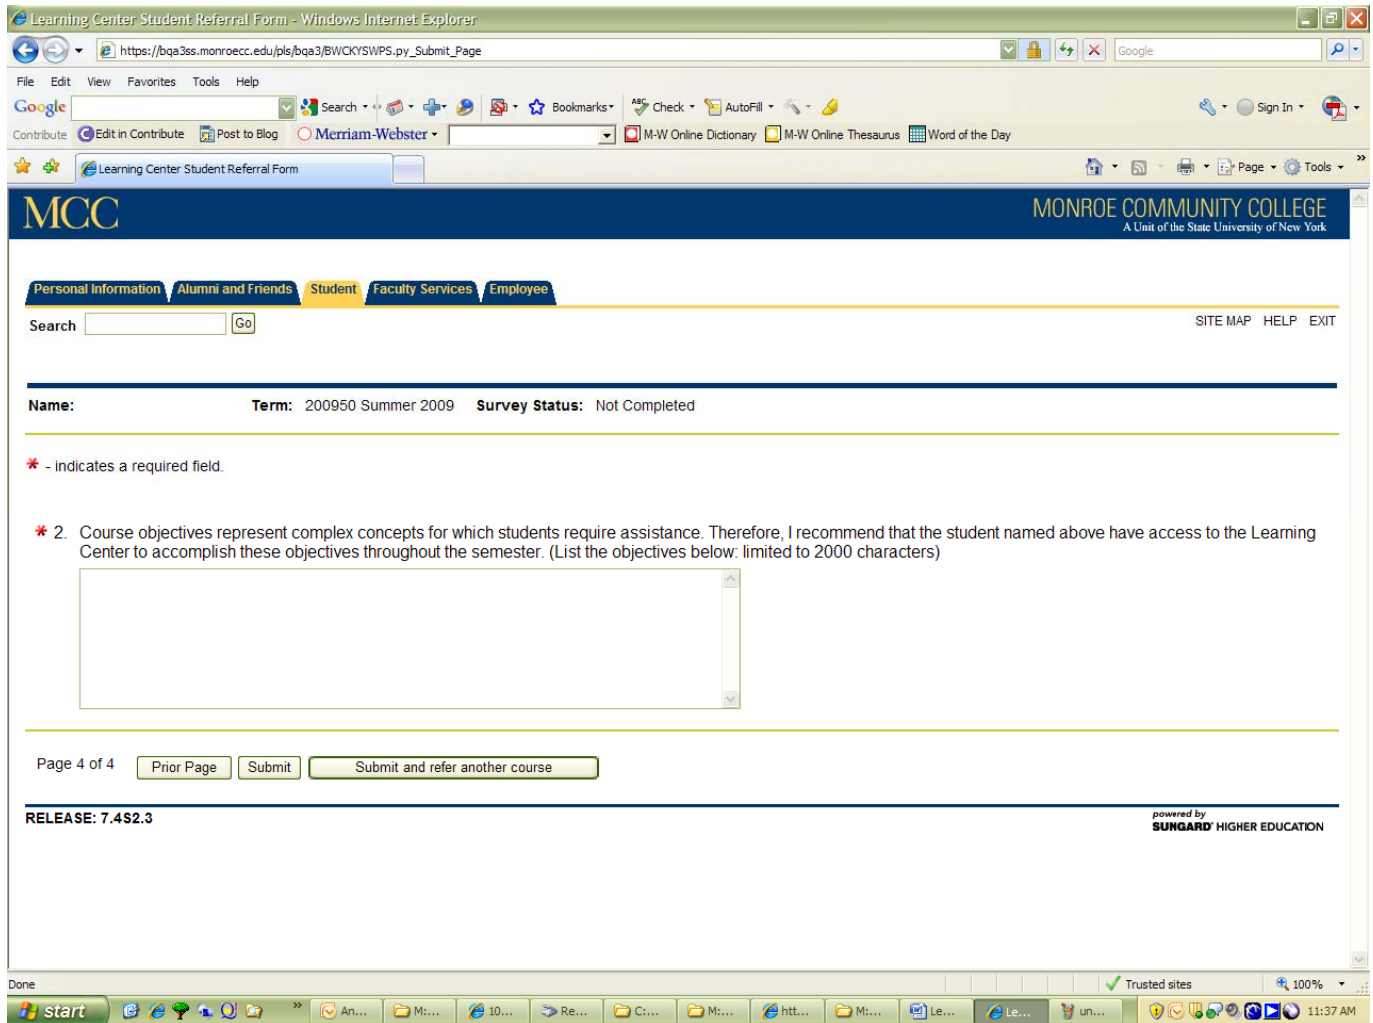 Learning Center Student Referral Form - Windows Internet Explorer
https://bqa3ss.monroecc.edu/pls/bqa3/BWCKYSWPS.py_Submit_Page
Google
File Edit View Favorites Tools Help
Google Search Bookmarks Check AutoFill Sign In
Contribute Edit in Contribute Post to Blog Merriam-Webster M-W Online Dictionary M-W Online Thesaurus Word of the Day
Learning Center Student Referral Form Page Tools
MCC MONROE COMMUNITY COLLEGE
A Unit of the State University of New York
Personal Information Alumni and Friends Student Faculty Services Employee
Search Go SITE MAP HELP EXIT
Name: Term: 200950 Summer 2009 Survey Status: Not Completed
* - indicates a required field.
* 2. Course objectives represent complex concepts for which students require assistance. Therefore, I recommend that the student named above have access to the Learning
Center to accomplish these objectives throughout the semester. (List the objectives below: limited to 2000 characters)
Page 4 of 4 Prior Page Submit Submit and refer another course
RELEASE: 7.4S2.3
powered by
SUNGARD' HIGHER EDUCATION
Done Trusted sites 100%
start An... M:... 10... Re... C:... M:... htt... M:... Le... Le... un... 11:37 AM